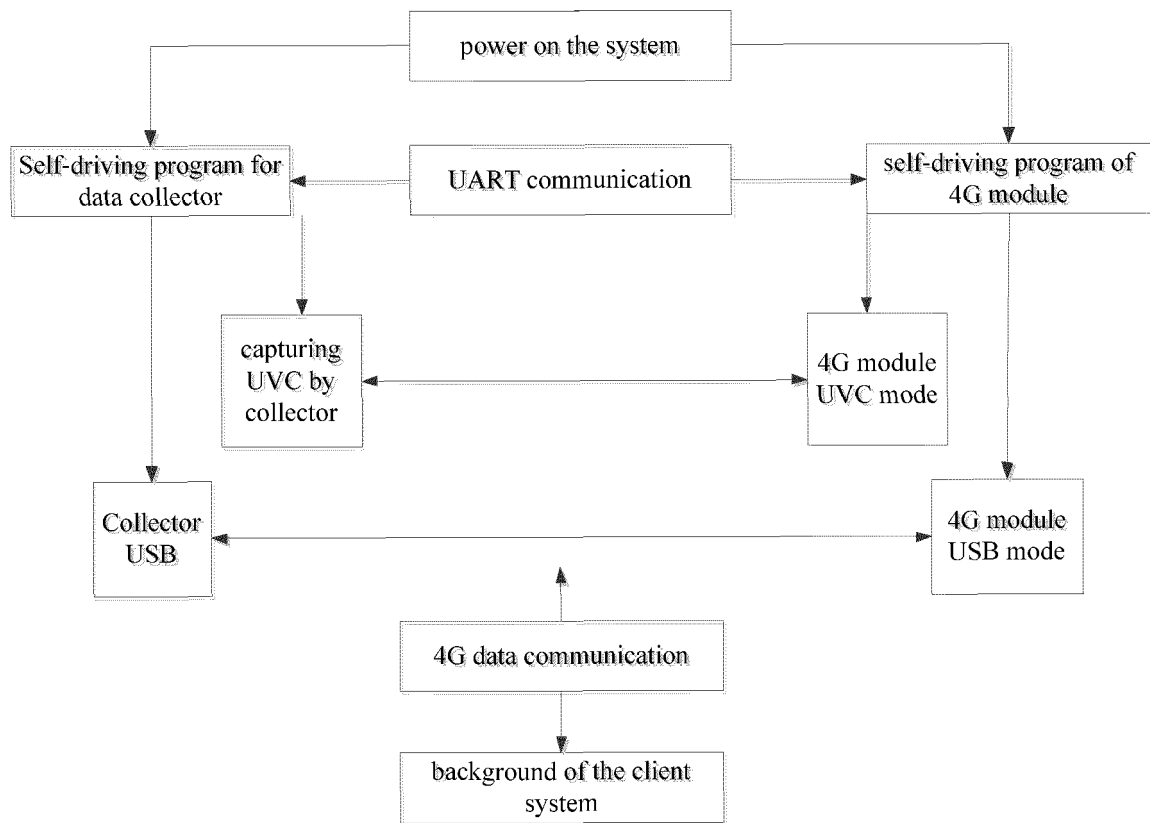 power on the system
Self-driving program for
data collector
UART communication
self-driving program of
4G module
capturing
UVC by
collector
4G module
UVC mode
Collector
USB
4G module
USB mode
4G data communication
background of the client
system